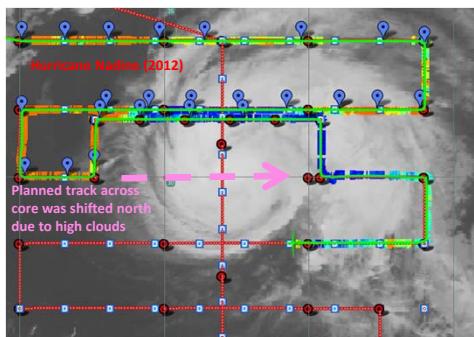 Hurricane Nadine (2012)
Planned track across
core was shifted north
due to high clouds